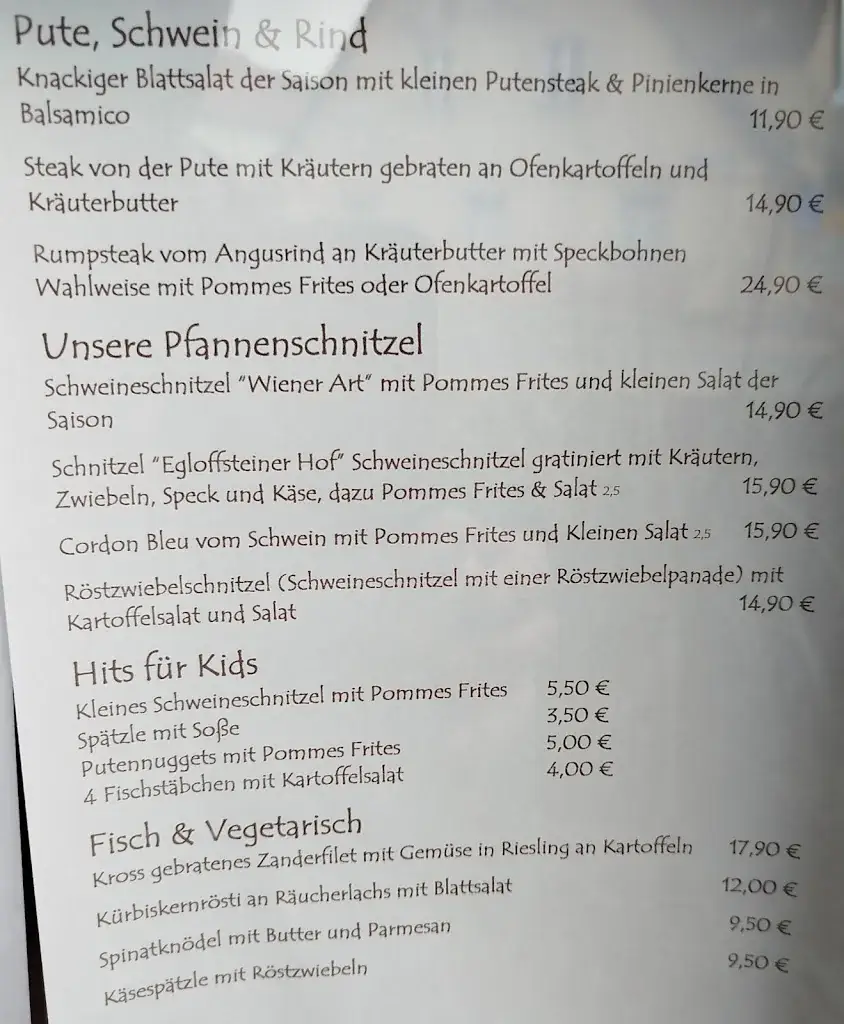 Pute, Schwein & Rind
Knackiger Blattsalat der Saison mit kleinen Putensteak & Pinienkerne in
Balsamico 11,90 €
Steak von der Pute mit Kräutern gebraten an Ofenkartoffeln und
Kräuterbutter 14,90 €
Rumpsteak vom Angusrind an Kräuterbutter mit Speckbohnen
Wahlweise mit Pommes Frites oder Ofenkartoffel 24,90 €
Unsere Pfannenschnitzel
Schweineschnitzel "Wiener Art" mit Pommes Frites und kleinen Salat der
Saison 14,90 €
Schnitzel "Egloffsteiner Hof" Schweineschnitzel gratiniert mit Kräutern,
Zwiebeln, Speck und Käse, dazu Pommes Frites & Salat 2,5 15,90 €
Cordon Bleu vom Schwein mit Pommes Frites und Kleinen Salat 2,5 15,90 €
Röstzwiebelschnitzel (Schweineschnitzel mit einer Röstzwiebelpanade) mit
Kartoffelsalat und Salat 14,90 €
Hits für Kids
Kleines Schweineschnitzel mit Pommes Frites 5,50 €
Spätzle mit Soße 3,50 €
Putennuggets mit Pommes Frites 5,00 €
4 Fischstäbchen mit Kartoffelsalat 4,00 €
Fisch & Vegetarisch
Kross gebratenes Zanderfilet mit Gemüse in Riesling an Kartoffeln 17,90 €
Kürbiskernrösti an Räucherlachs mit Blattsalat 12,00 €
Spinatknödel mit Butter und Parmesan 9,50 €
Käsespätzle mit Röstzwiebeln 9,50 €